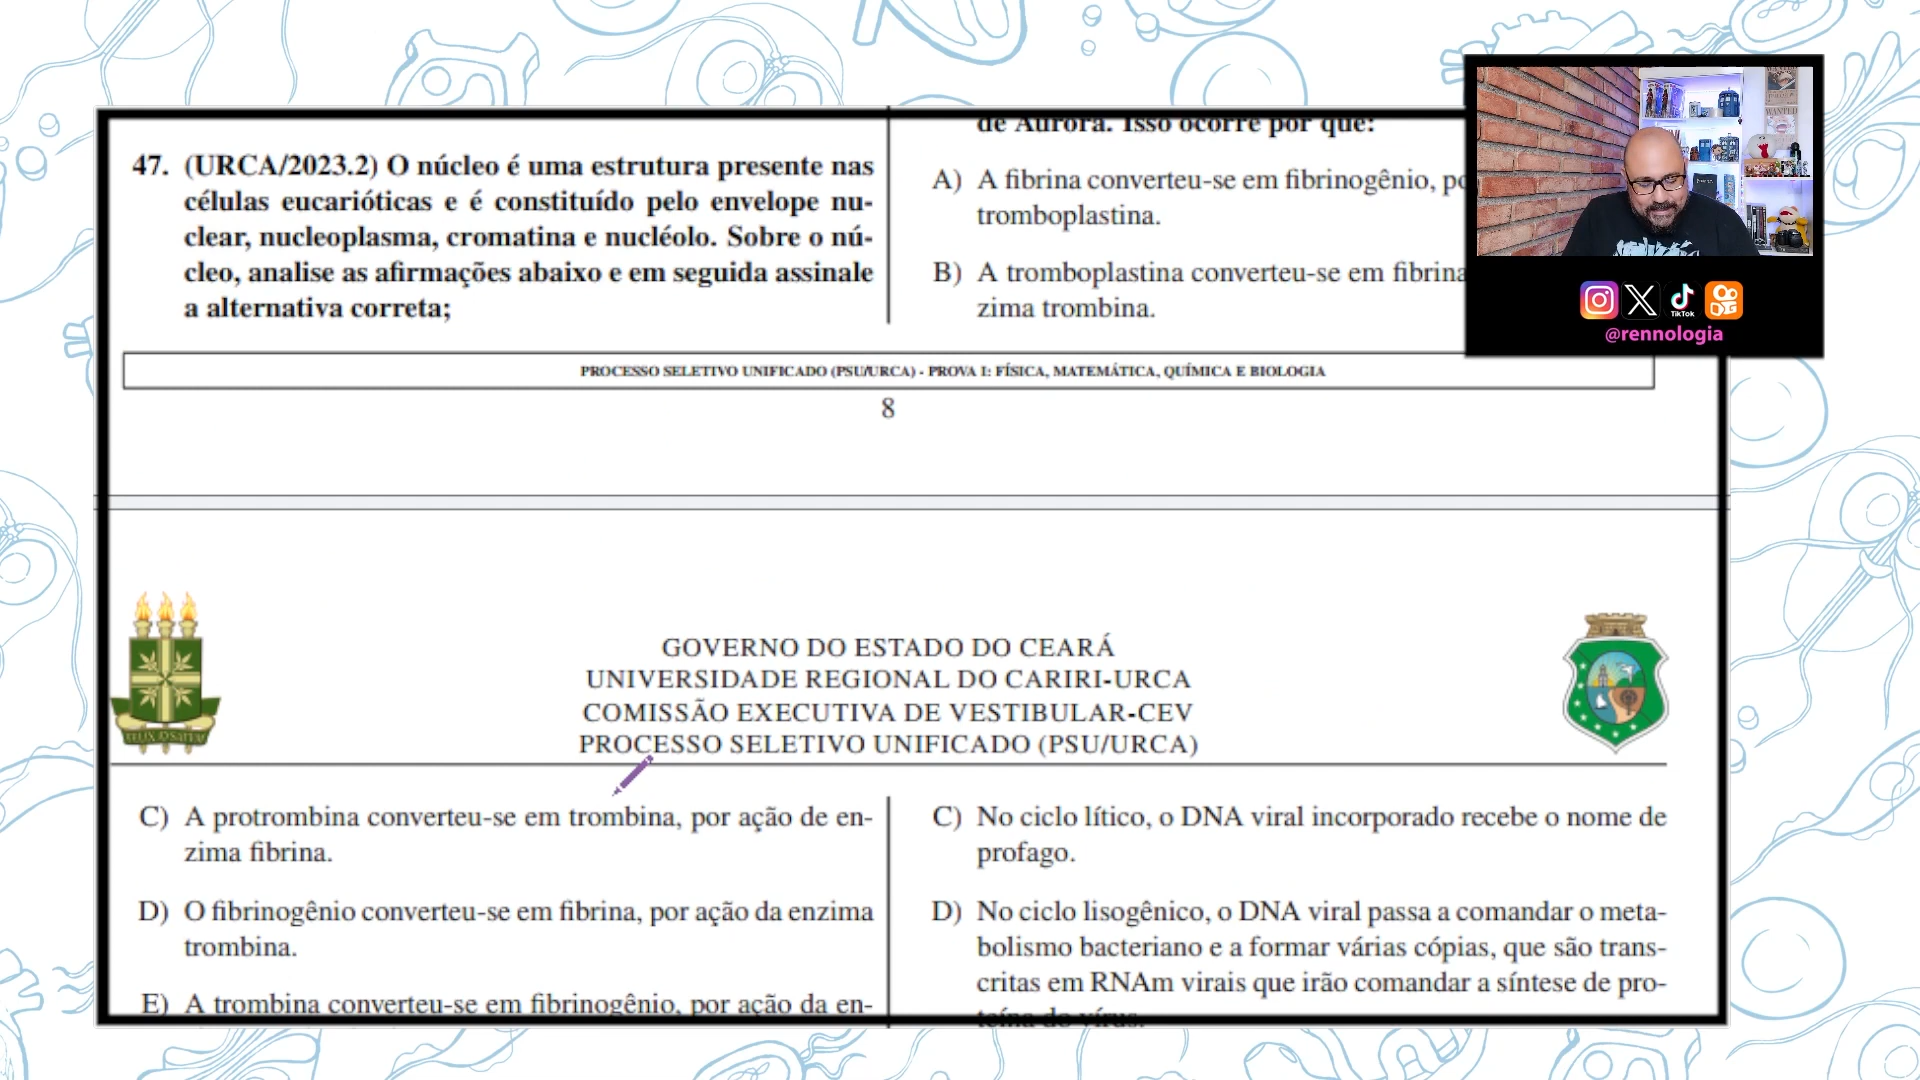 47. (URCA/2023.2) O núcleo é uma estrutura presente nas
células eucarióticas e é constituído pelo envelope nu-
clear, nucleoplasma, cromatina e nucléolo. Sobre o nú-
cleo, analise as afirmações abaixo e em seguida assinale
a alternativa correta;
de Aurora. Isso ocorre por que:
A) A fibrina converteu-se em fibrinogênio,
tromboplastina.
B) A tromboplastina converteu-se em fibrina
zima trombina.
TikTok
@rennologia
PROCESSO SELETIVO UNIFICADO (PSU/URCA) - PROVA I: FÍSICA, MATEMÁTICA, QUÍMICA E BIOLOGIA
8
GOVERNO DO ESTADO DO CEARÁ
UNIVERSIDADE REGIONAL DO CARIRI-URCA
COMISSÃO EXECUTIVA DE VESTIBULAR-CEV
PROCESSO SELETIVO UNIFICADO (PSU/URCA)
C) A protrombina converteu-se em trombina, por ação de en-
zima fibrina.
D) O fibrinogênio converteu-se em fibrina, por ação da enzima
trombina.
E) A trombina converteu-se em fibrinogênio, por ação da en-
C) No ciclo lítico, o DNA viral incorporado recebe o nome de
profago.
D) No ciclo lisogênico, o DNA viral passa a comandar o meta-
bolismo bacteriano e a formar várias cópias, que são trans-
critas em RNAm virais que irão comandar a síntese de pro-
teína do vírus.